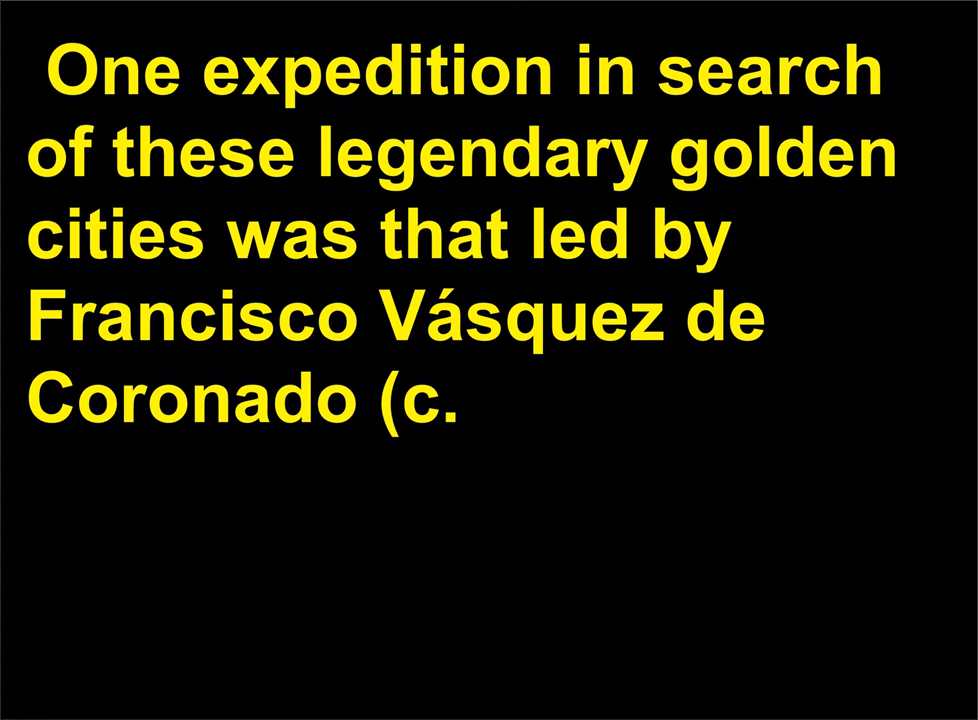 One expedition in search
of these legendary golden
cities was that led by
Francisco Vásquez de
Coronado (c.